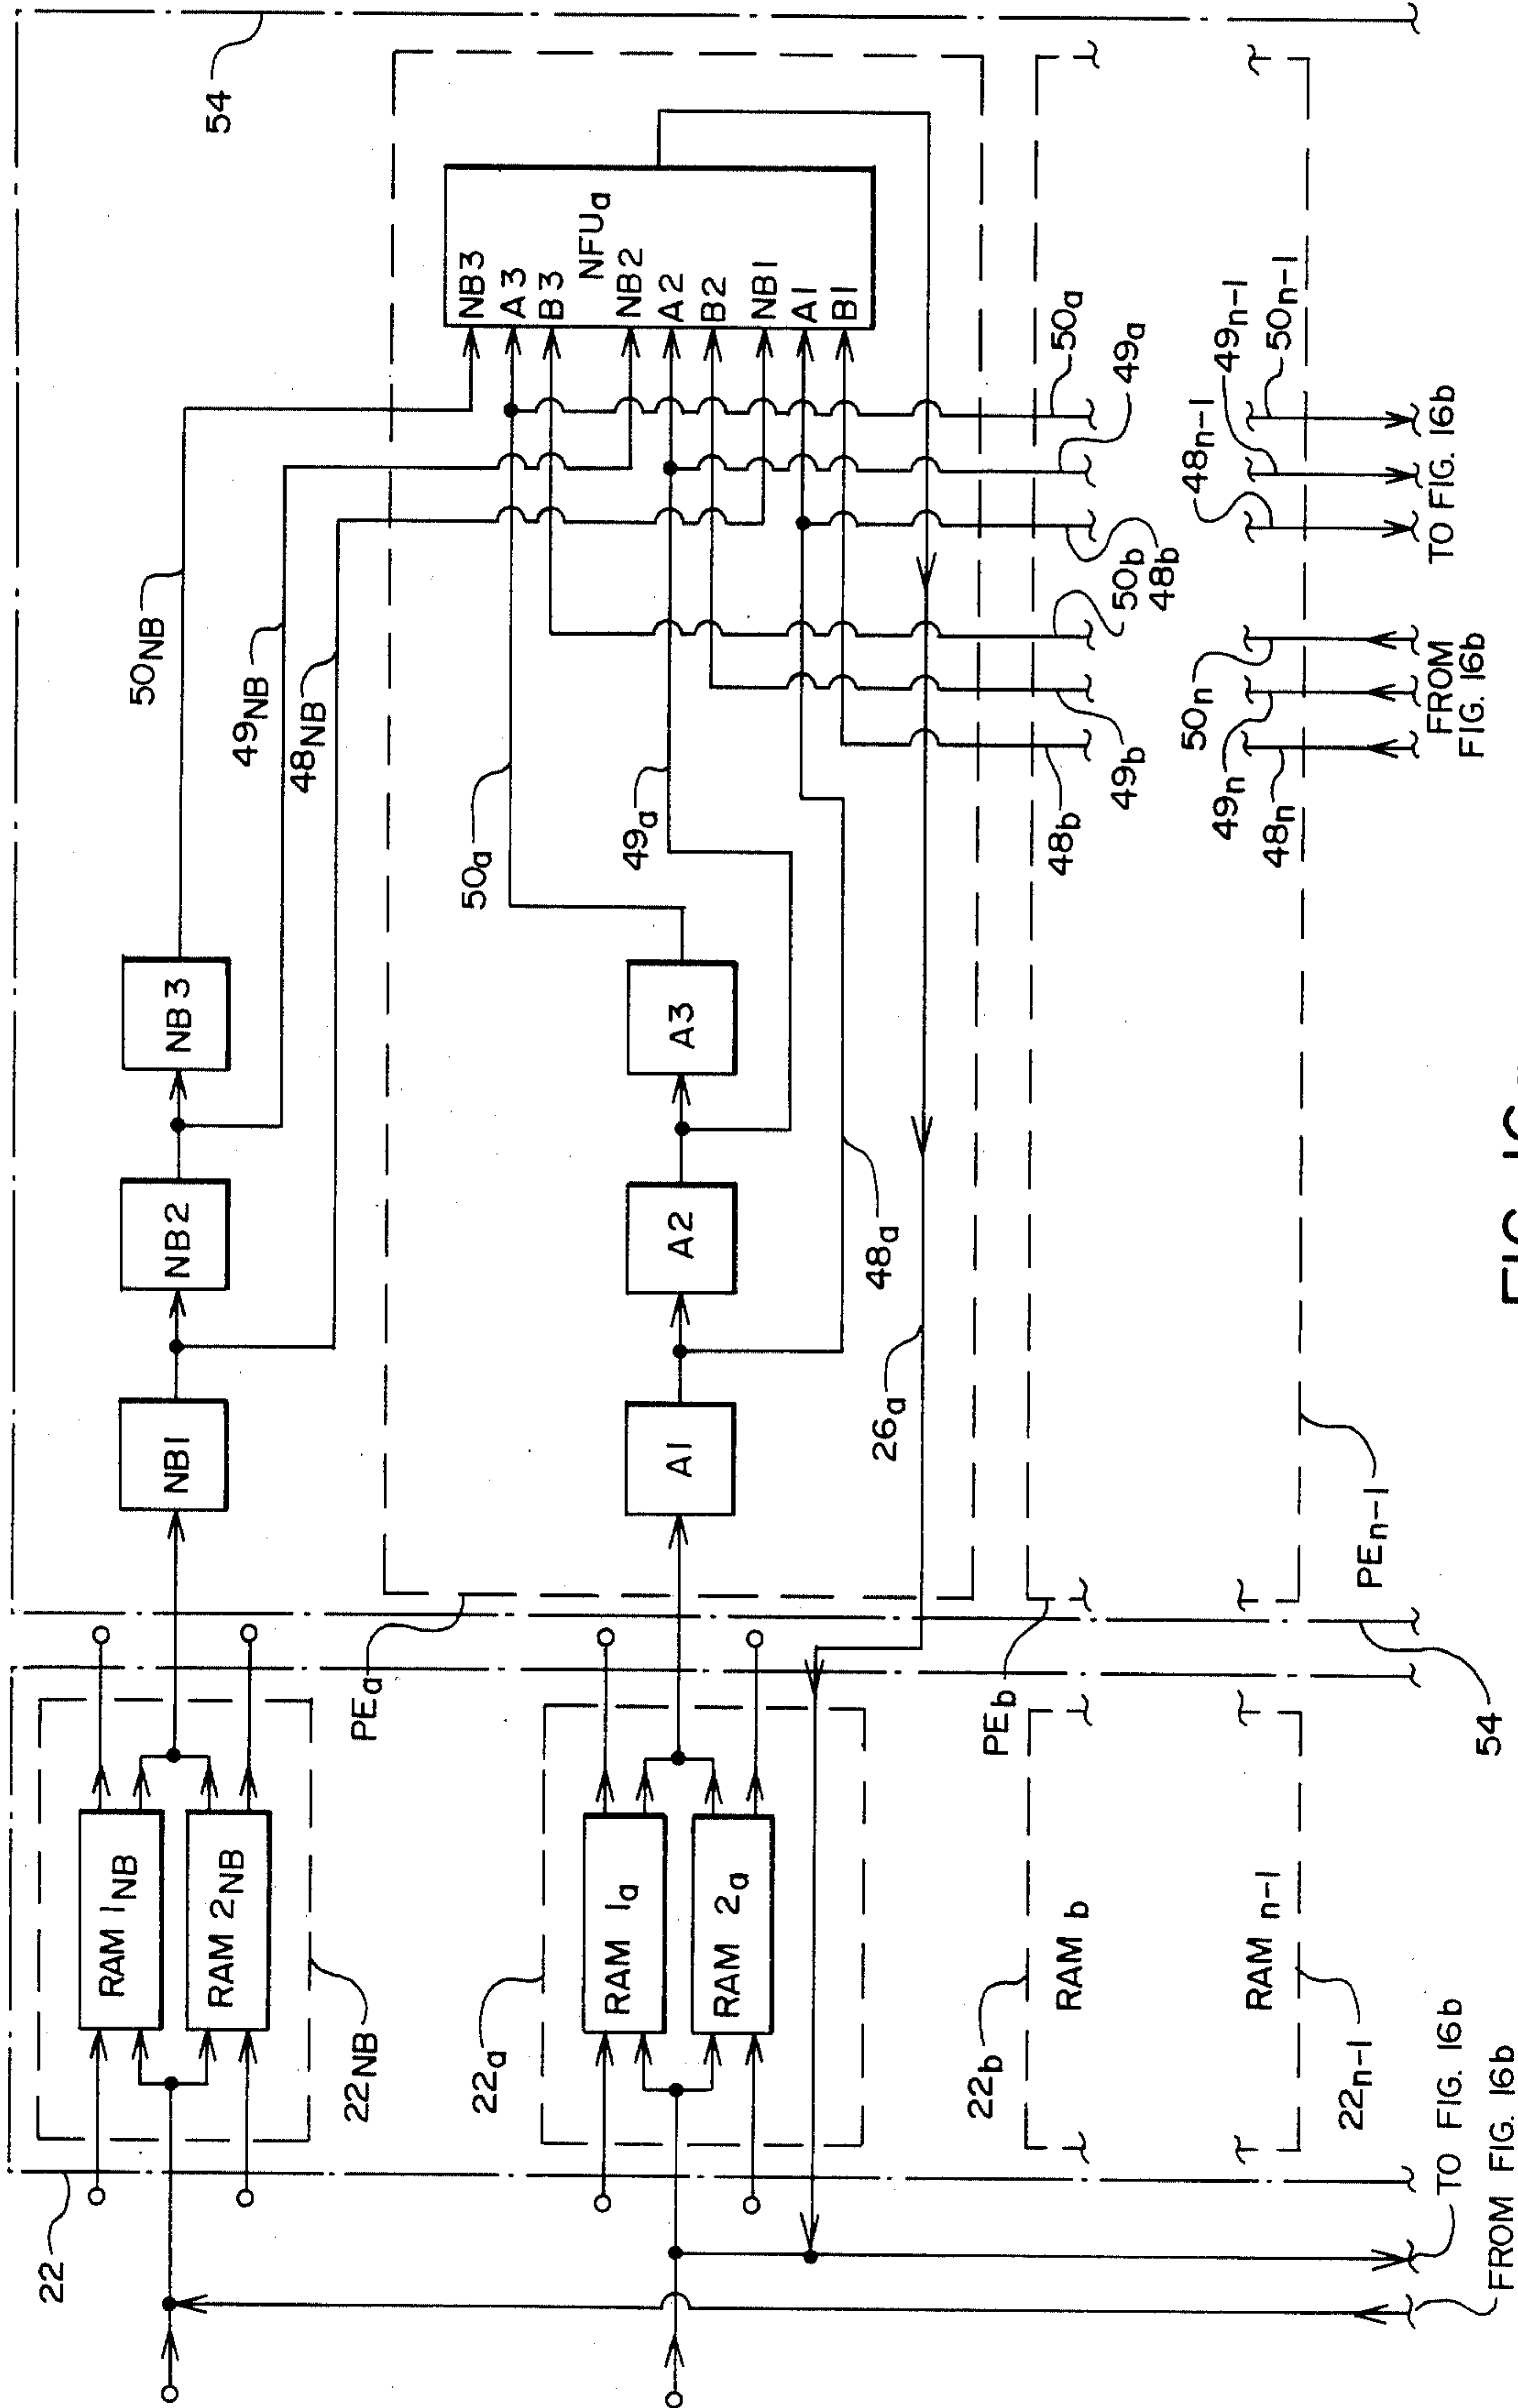 54
NB3
A3
B3
NB2
A2
B2
NB1
A1
B1
NFUa
50NB
49NB
48NB
50a
49a
48a
26a
NB1
NB2
NB3
A1
A2
A3
50a
49a
50b
48b
49b
48b
50n-1
49n-1
48n-1
TO FIG. 16b
50n
49n
48n
FROM
FIG. 16b
PEa
PEb
PEn-1
54
RAM 1NB
RAM 2NB
22NB
22
RAM 1a
RAM 2a
22a
22b
RAM b
RAM n-1
22n-1
TO FIG. 16b
FROM FIG. 16b